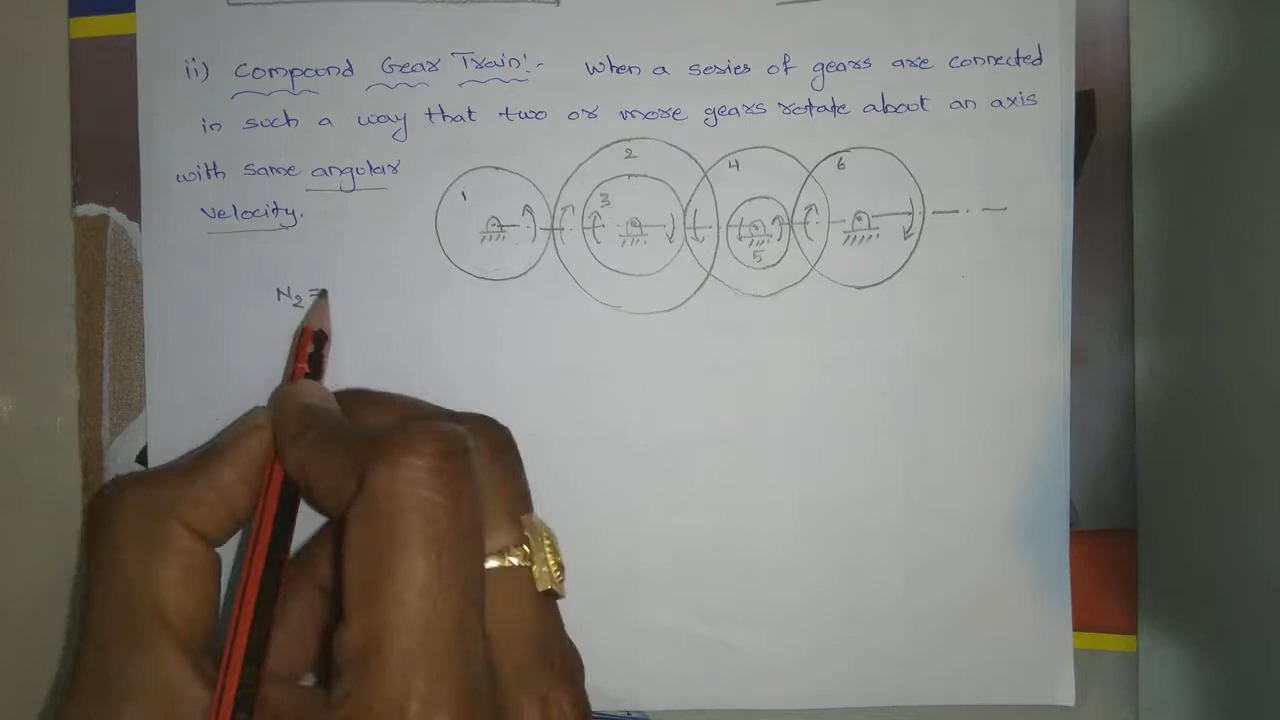 ii) Compound Gear Train:- When a series of gears are connected
in such a way that two or more gears rotate about an axis
with same angular
velocity.
1 2 3 4 5 6
N2 =